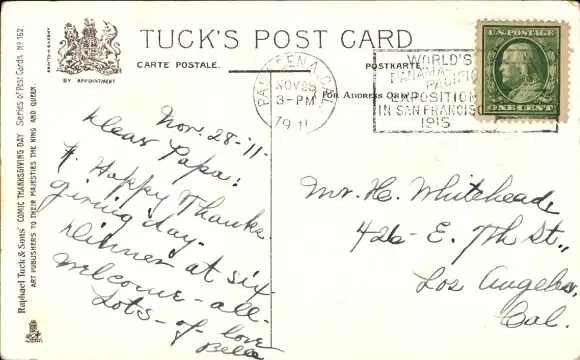 TUCK'S POST CARD
CARTE POSTALE.
POSTKARTE
For Address Only
BY APPOINTMENT
Raphael Tuck & Sons' COMIC THANKSGIVING DAY Series of Post Cards No 162.
ART PUBLISHERS TO THEIR MAJESTIES THE KING AND QUEEN.
PASADENA, CAL.
NOV 28
3-PM
1911
WORLD'S
PANAMA PACIFIC
EXPOSITION
IN SAN FRANCISCO
1915
U.S. POSTAGE
ONE CENT
Nov. 28-'11-
Dear Papa:
A Happy Thanks
giving day-
Dinner at six-
Welcome-all-
Lots-of-love
Bella
Mr. H. Whitehead,
426- E. 7th St.,
Los Angeles,
Cal.